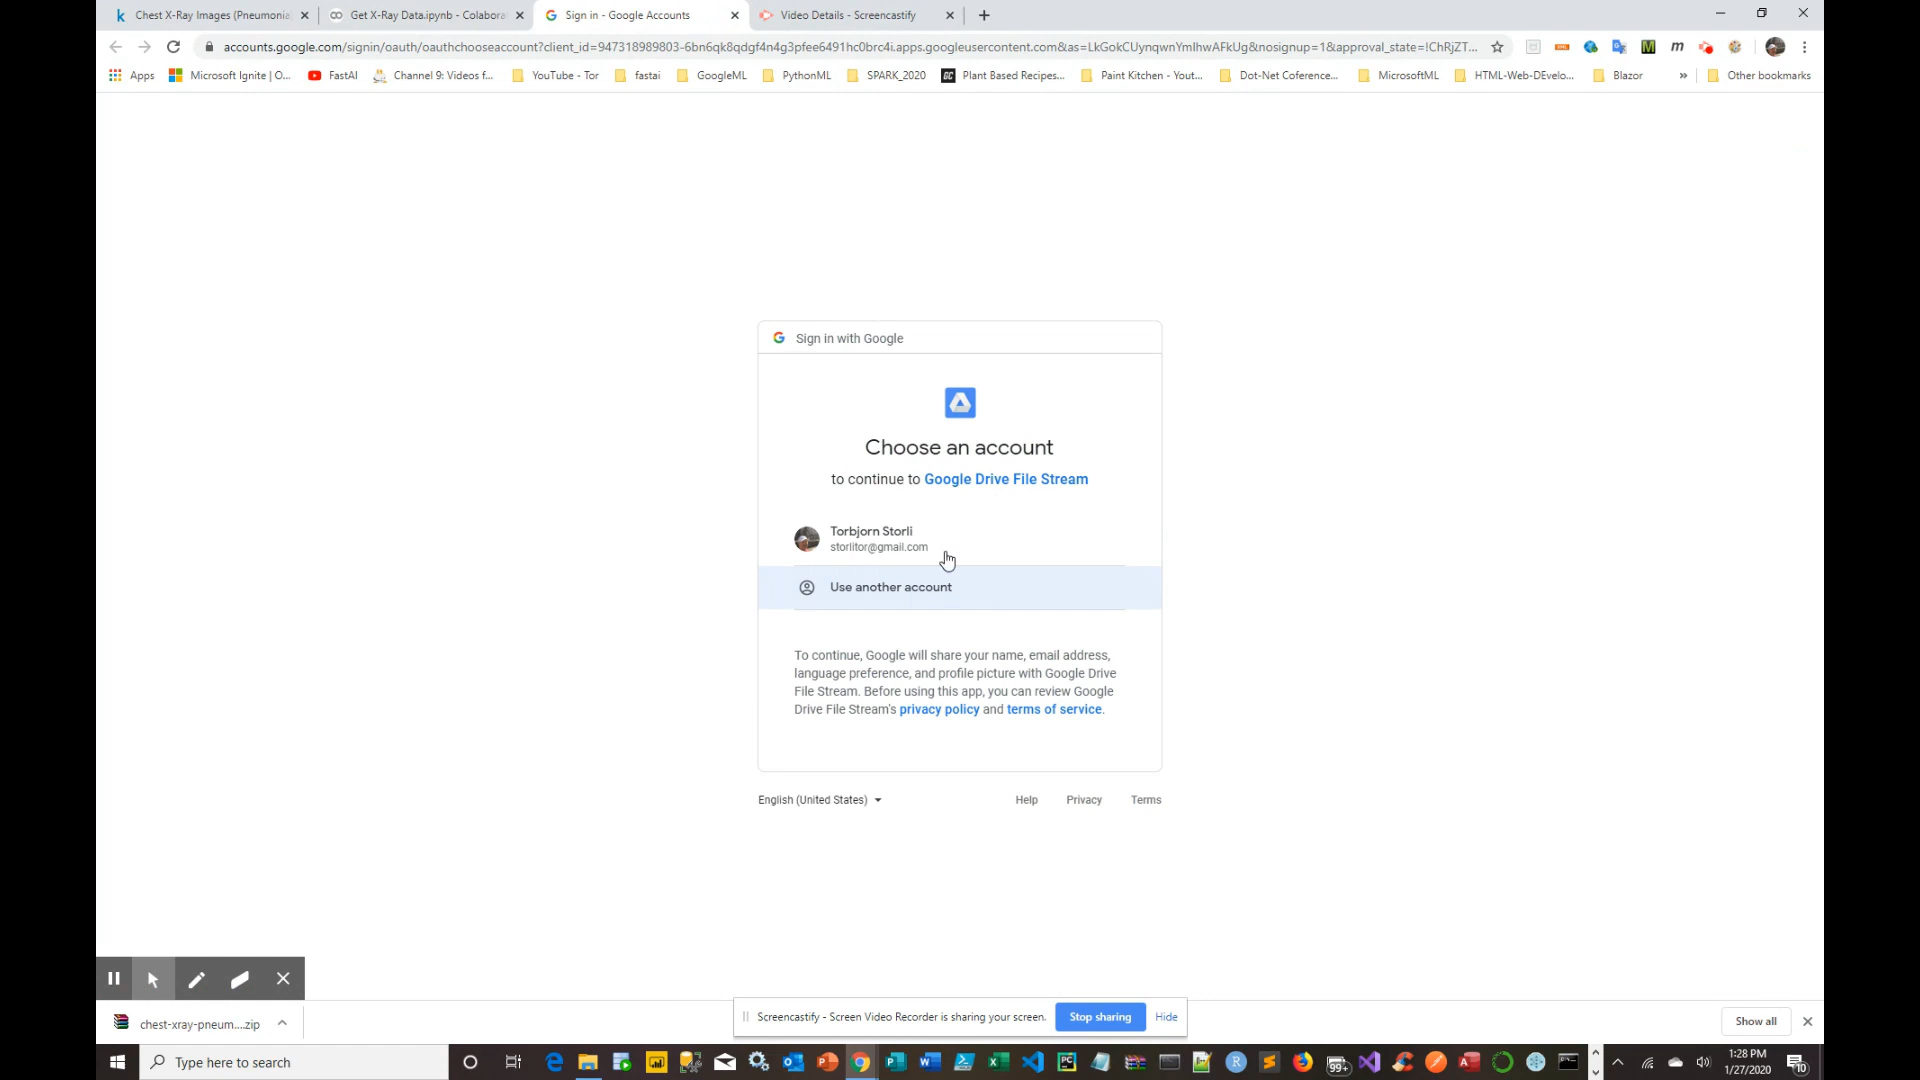 Chest X-Ray Images (Pneumonia
Get X-Ray Data.ipynb - Colabora
Sign in - Google Accounts
Video Details - Screencastify
accounts.google.com/signin/oauth/oauthchooseaccount?client_id=947318989803-6bn6qk8qdgf4n4g3pfee6491hc0brc4i.apps.googleusercontent.com&as=LkGokCUynqwnYmIhwAFkUg&nosignup=1&approval_state=!ChRjZT...
Apps
Microsoft Ignite | O...
FastAI
Channel 9: Videos f...
YouTube - Tor
fastai
GoogleML
PythonML
SPARK_2020
Plant Based Recipes...
Paint Kitchen - Yout...
Dot-Net Coference...
MicrosoftML
HTML-Web-DEvelo...
Blazor
»
Other bookmarks
Sign in with Google
Choose an account
to continue to Google Drive File Stream
Torbjorn Storli
storlitor@gmail.com
Use another account
To continue, Google will share your name, email address,
language preference, and profile picture with Google Drive
File Stream. Before using this app, you can review Google
Drive File Stream's privacy policy and terms of service.
English (United States)
Help
Privacy
Terms
chest-xray-pneum....zip
Screencastify - Screen Video Recorder is sharing your screen.
Stop sharing
Hide
Show all
Type here to search
99+
1:28 PM
1/27/2020
10